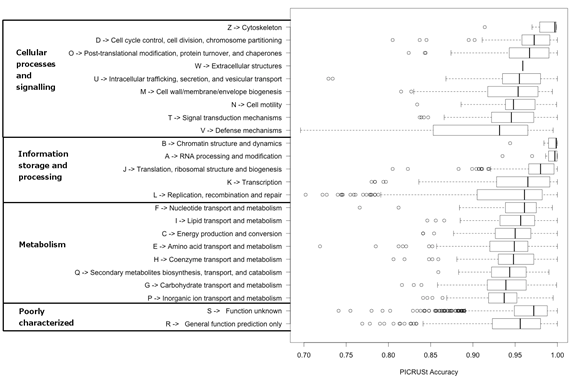 Cellular
processes
and
signalling
Z -> Cytoskeleton
D -> Cell cycle control, cell division, chromosome partitioning
O -> Post-translational modification, protein turnover, and chaperones
W -> Extracellular structures
U -> Intracellular trafficking, secretion, and vesicular transport
M -> Cell wall/membrane/envelope biogenesis
N -> Cell motility
T -> Signal transduction mechanisms
V -> Defense mechanisms
Information
storage and
processing
B -> Chromatin structure and dynamics
A -> RNA processing and modification
J -> Translation, ribosomal structure and biogenesis
K -> Transcription
L -> Replication, recombination and repair
Metabolism
F -> Nucleotide transport and metabolism
I -> Lipid transport and metabolism
C -> Energy production and conversion
E -> Amino acid transport and metabolism
H -> Coenzyme transport and metabolism
Q -> Secondary metabolites biosynthesis, transport, and catabolism
G -> Carbohydrate transport and metabolism
P -> Inorganic ion transport and metabolism
Poorly
characterized
S -> Function unknown
R -> General function prediction only
0.70 0.75 0.80 0.85 0.90 0.95 1.00
PICRUSt Accuracy